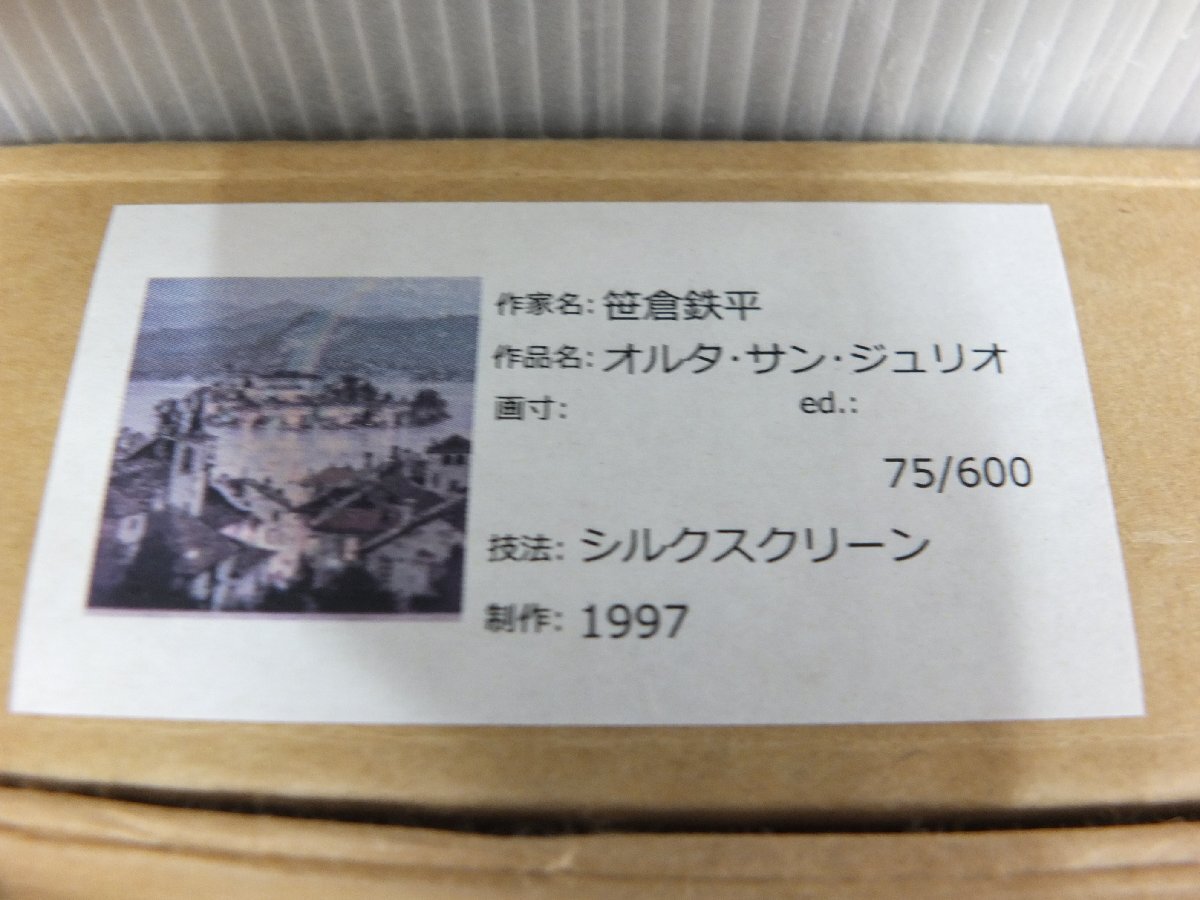 作家名: 笹倉鉄平
作品名: オルタ･サン･ジュリオ
画寸: ed.:
75/600
技法: シルクスクリーン
制作: 1997